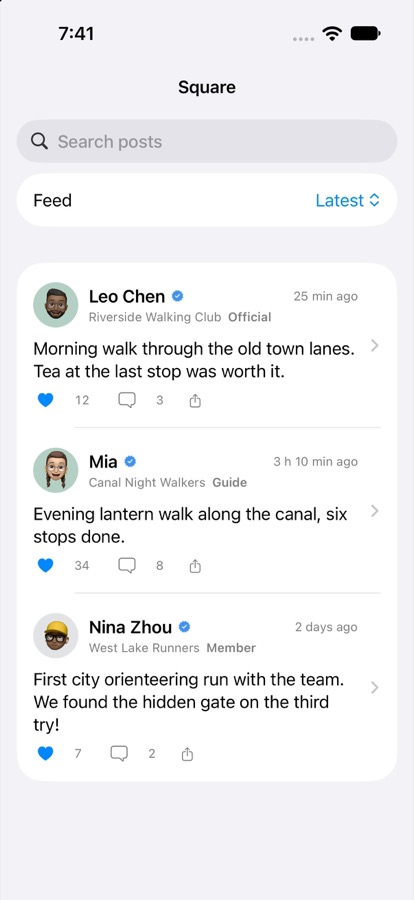 7:41
Square
Search posts
Feed
Latest
Leo Chen
25 min ago
Riverside Walking Club Official
Morning walk through the old town lanes.
Tea at the last stop was worth it.
12 3
Mia
3 h 10 min ago
Canal Night Walkers Guide
Evening lantern walk along the canal, six
stops done.
34 8
Nina Zhou
2 days ago
West Lake Runners Member
First city orienteering run with the team.
We found the hidden gate on the third
try!
7 2